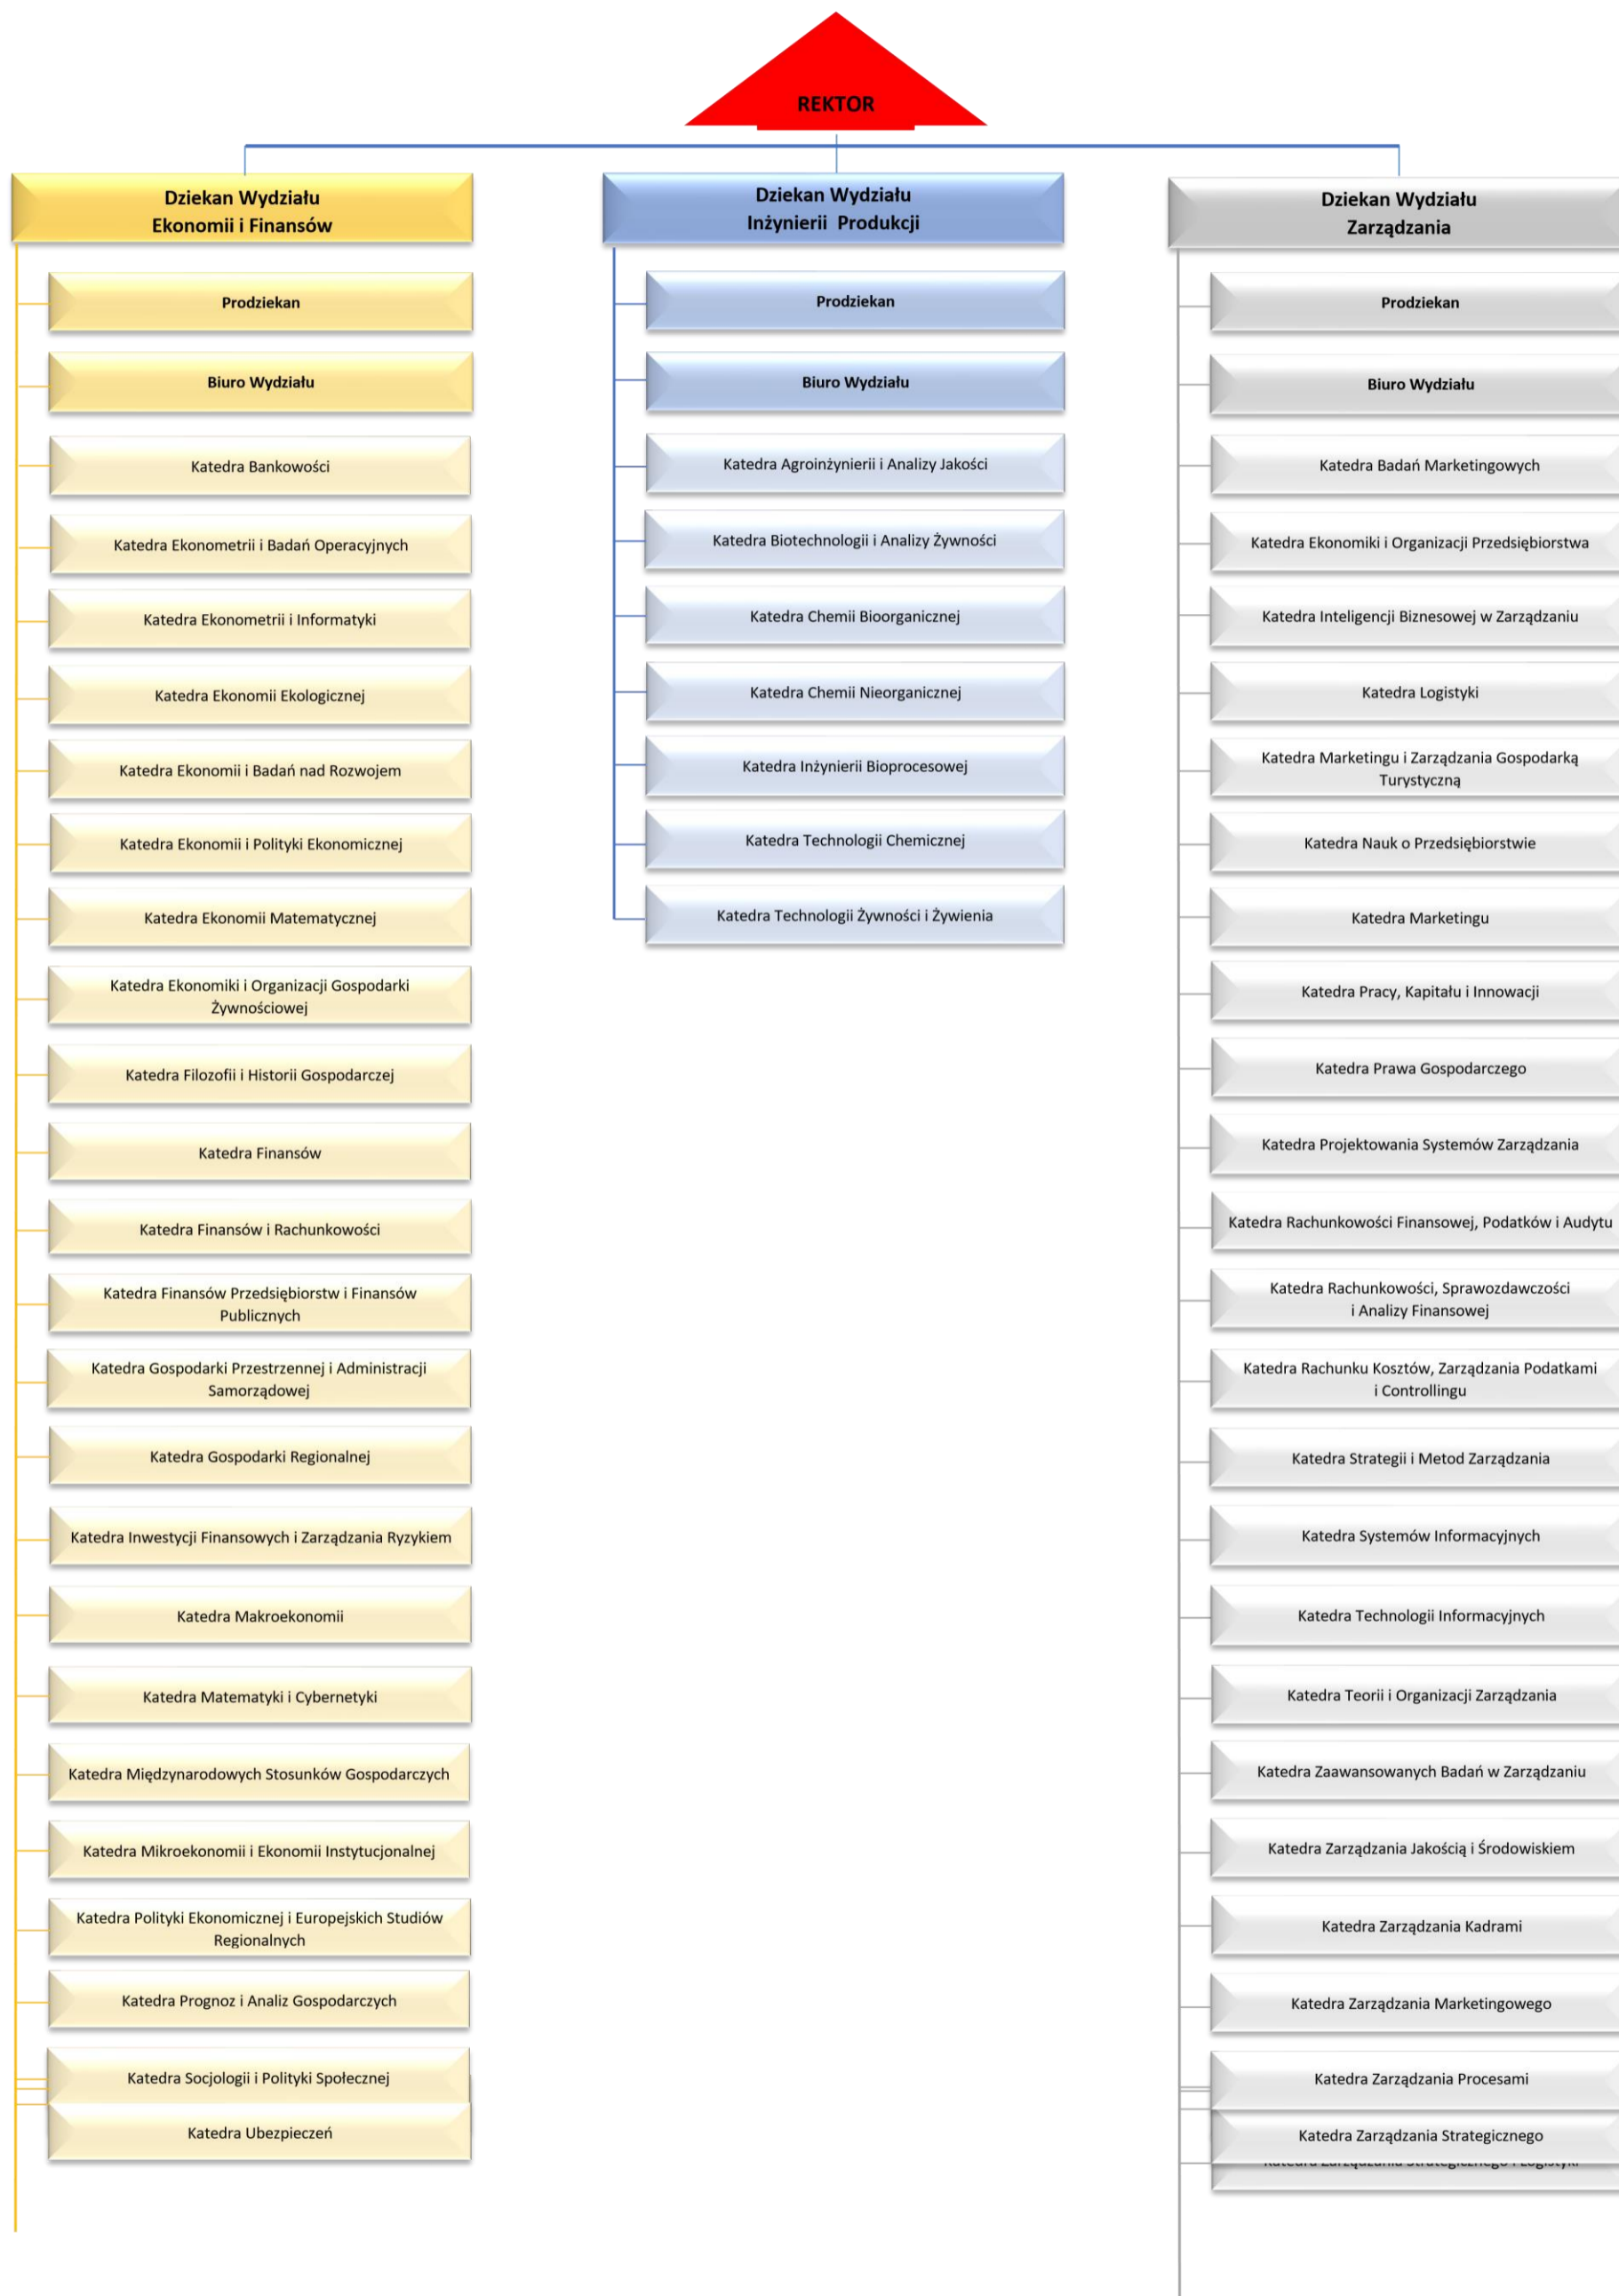 REKTOR
Dziekan Wydziału
Ekonomii i Finansów
Prodziekan
Biuro Wydziału
Katedra Bankowości
Katedra Ekonometrii i Badań Operacyjnych
Katedra Ekonometrii i Informatyki
Katedra Ekonomii Ekologicznej
Katedra Ekonomii i Badań nad Rozwojem
Katedra Ekonomii i Polityki Ekonomicznej
Katedra Ekonomii Matematycznej
Katedra Ekonomiki i Organizacji Gospodarki
Żywnościowej
Katedra Filozofii i Historii Gospodarczej
Katedra Finansów
Katedra Finansów i Rachunkowości
Katedra Finansów Przedsiębiorstw i Finansów
Publicznych
Katedra Gospodarki Przestrzennej i Administracji
Samorządowej
Katedra Gospodarki Regionalnej
Katedra Inwestycji Finansowych i Zarządzania Ryzykiem
Katedra Makroekonomii
Katedra Matematyki i Cybernetyki
Katedra Międzynarodowych Stosunków Gospodarczych
Katedra Mikroekonomii i Ekonomii Instytucjonalnej
Katedra Polityki Ekonomicznej i Europejskich Studiów
Regionalnych
Katedra Prognoz i Analiz Gospodarczych
Katedra Socjologii i Polityki Społecznej
Katedra Ubezpieczeń
Dziekan Wydziału
Inżynierii Produkcji
Prodziekan
Biuro Wydziału
Katedra Agroinżynierii i Analizy Jakości
Katedra Biotechnologii i Analizy Żywności
Katedra Chemii Bioorganicznej
Katedra Chemii Nieorganicznej
Katedra Inżynierii Bioprocesowej
Katedra Technologii Chemicznej
Katedra Technologii Żywności i Żywienia
Dziekan Wydziału
Zarządzania
Prodziekan
Biuro Wydziału
Katedra Badań Marketingowych
Katedra Ekonomiki i Organizacji Przedsiębiorstwa
Katedra Inteligencji Biznesowej w Zarządzaniu
Katedra Logistyki
Katedra Marketingu i Zarządzania Gospodarką
Turystyczną
Katedra Nauk o Przedsiębiorstwie
Katedra Marketingu
Katedra Pracy, Kapitału i Innowacji
Katedra Prawa Gospodarczego
Katedra Projektowania Systemów Zarządzania
Katedra Rachunkowości Finansowej, Podatków i Audytu
Katedra Rachunkowości, Sprawozdawczości
i Analizy Finansowej
Katedra Rachunku Kosztów, Zarządzania Podatkami
i Controllingu
Katedra Strategii i Metod Zarządzania
Katedra Systemów Informacyjnych
Katedra Technologii Informacyjnych
Katedra Teorii i Organizacji Zarządzania
Katedra Zaawansowanych Badań w Zarządzaniu
Katedra Zarządzania Jakością i Środowiskiem
Katedra Zarządzania Kadrami
Katedra Zarządzania Marketingowego
Katedra Zarządzania Procesami
Katedra Zarządzania Strategicznego
Katedra Zarządzania Strategicznego i Logistyki